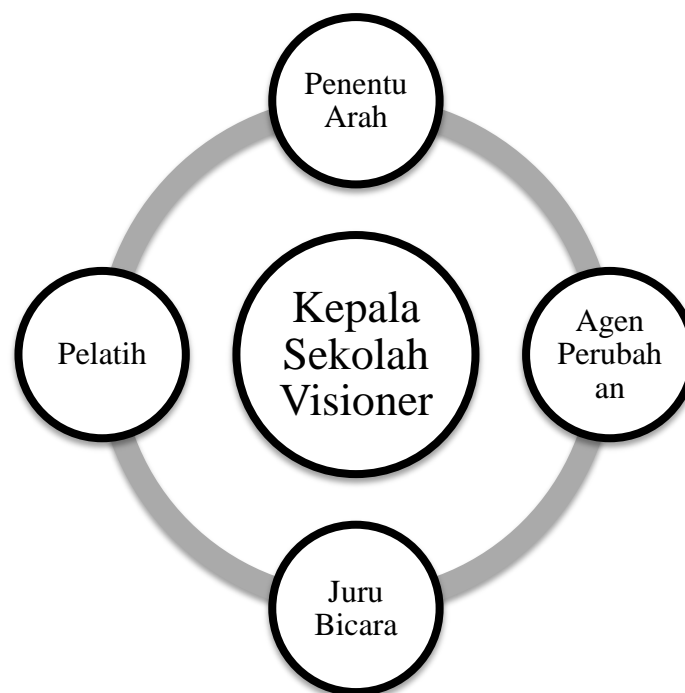 Penentu
Arah
Kepala
Sekolah
Visioner
Agen
Perubah
an
Pelatih
Juru
Bicara